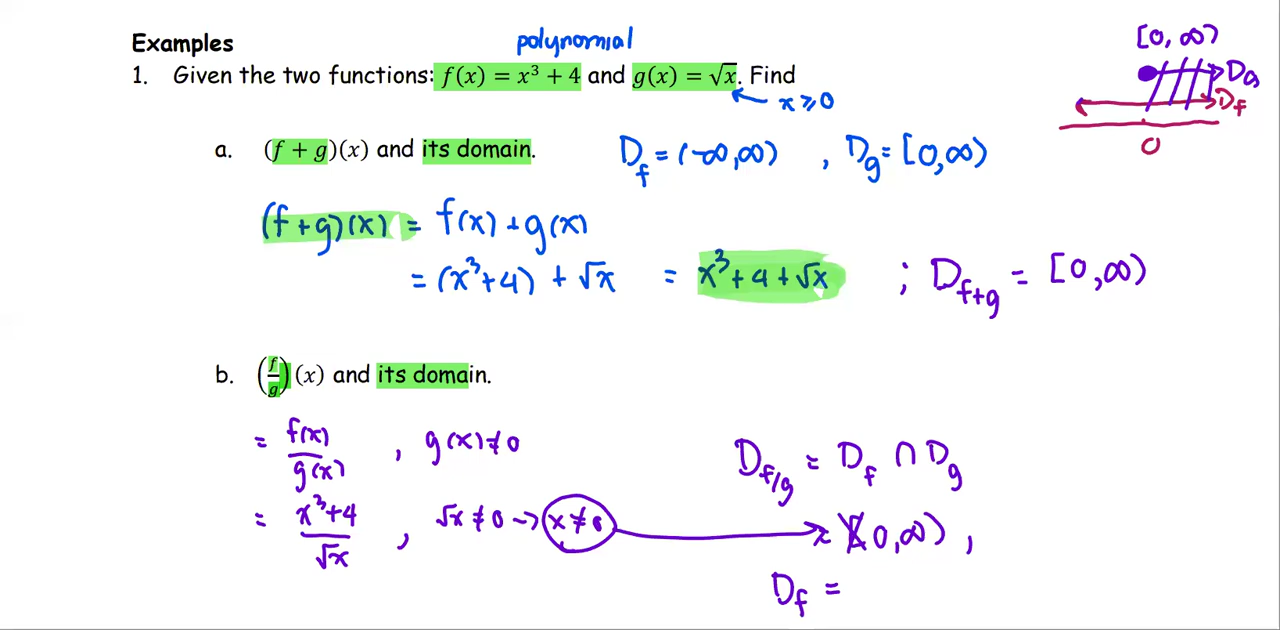 Examples
polynomial
1. Given the two functions: f(x) = x³ + 4 and g(x) = √x. Find
← x ≥ 0
[0, ∞)
Dg
Df
0
a. (f + g)(x) and its domain.
Df = (-∞, ∞) , Dg = [0, ∞)
(f+g)(x) = f(x) + g(x)
= (x³+4) + √x = x³+4+√x ; Df+g = [0, ∞)
b. (f/g)(x) and its domain.
= f(x)/g(x) , g(x) ≠ 0
Df/g = Df ∩ Dg
= x³+4/√x , √x ≠ 0 → x ≠ 0
(0, ∞) ,
Df =